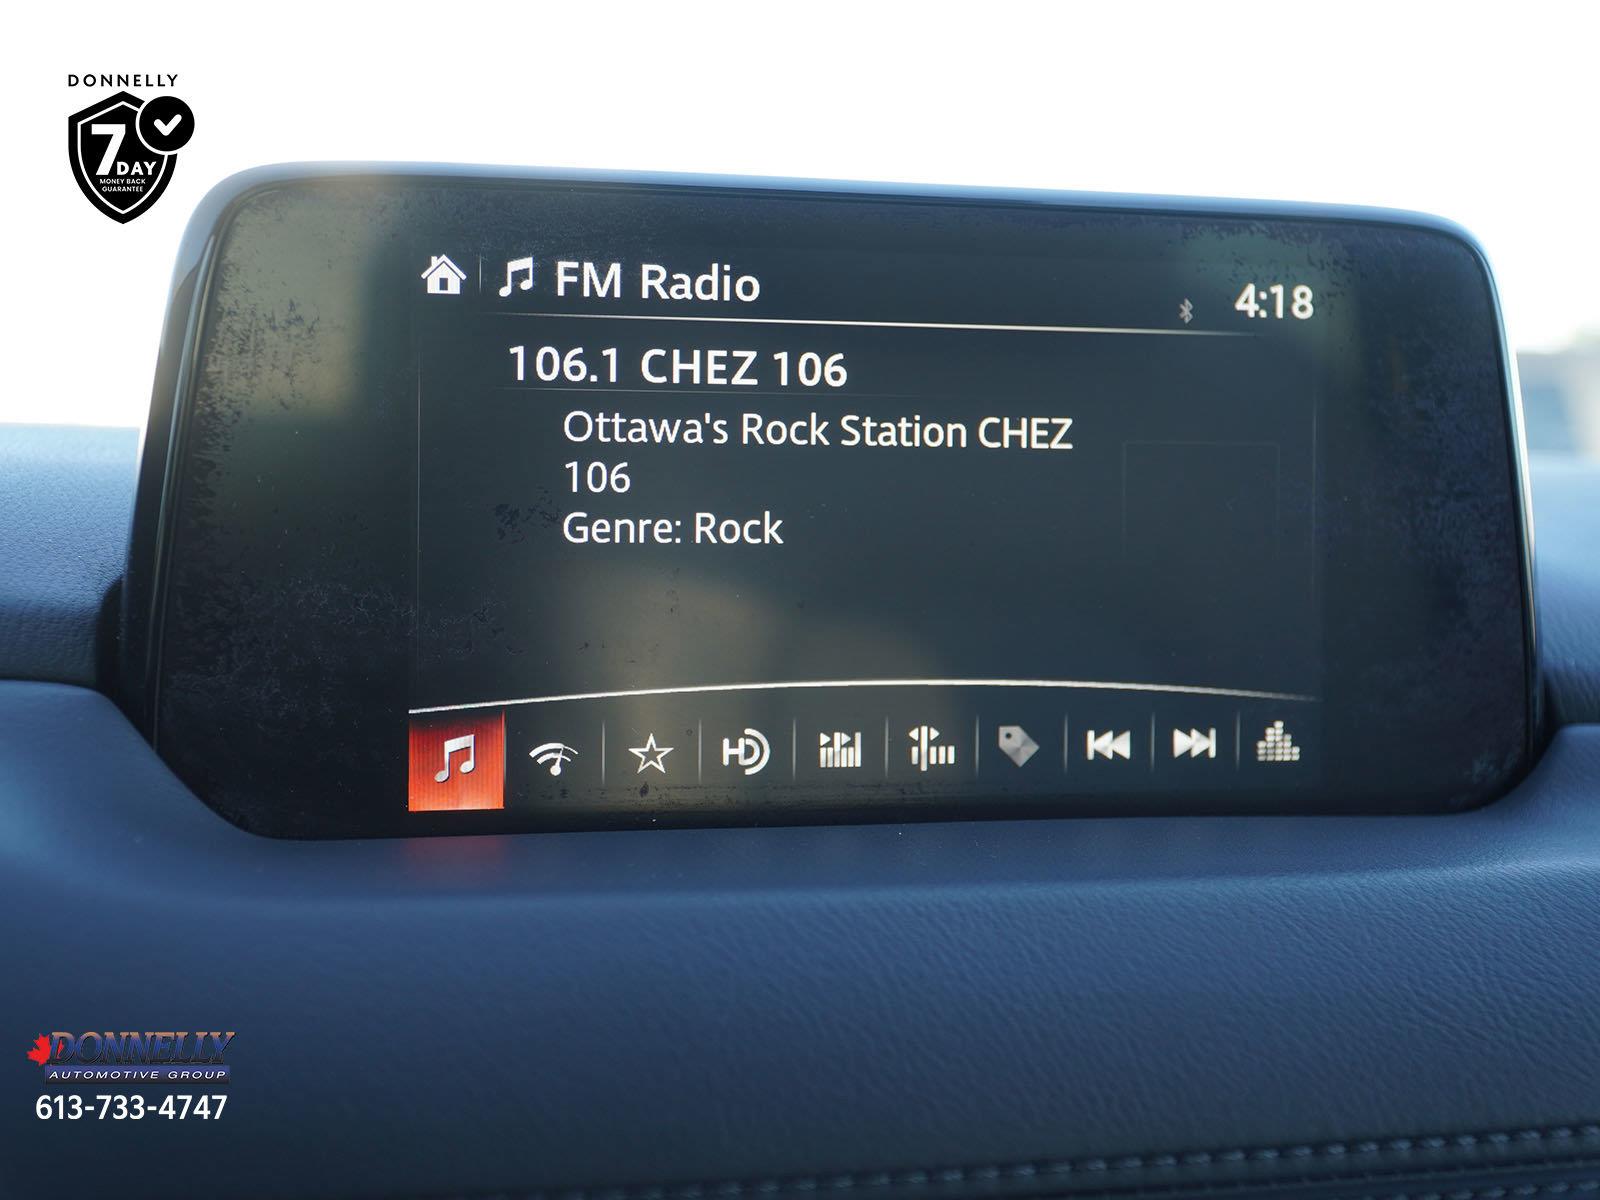 DONNELLY
7
DAY
MONEY BACK
GUARANTEE
FM Radio
4:18
106.1 CHEZ 106
Ottawa's Rock Station CHEZ
106
Genre: Rock
HD
DONNELLY
AUTOMOTIVE GROUP
613-733-4747